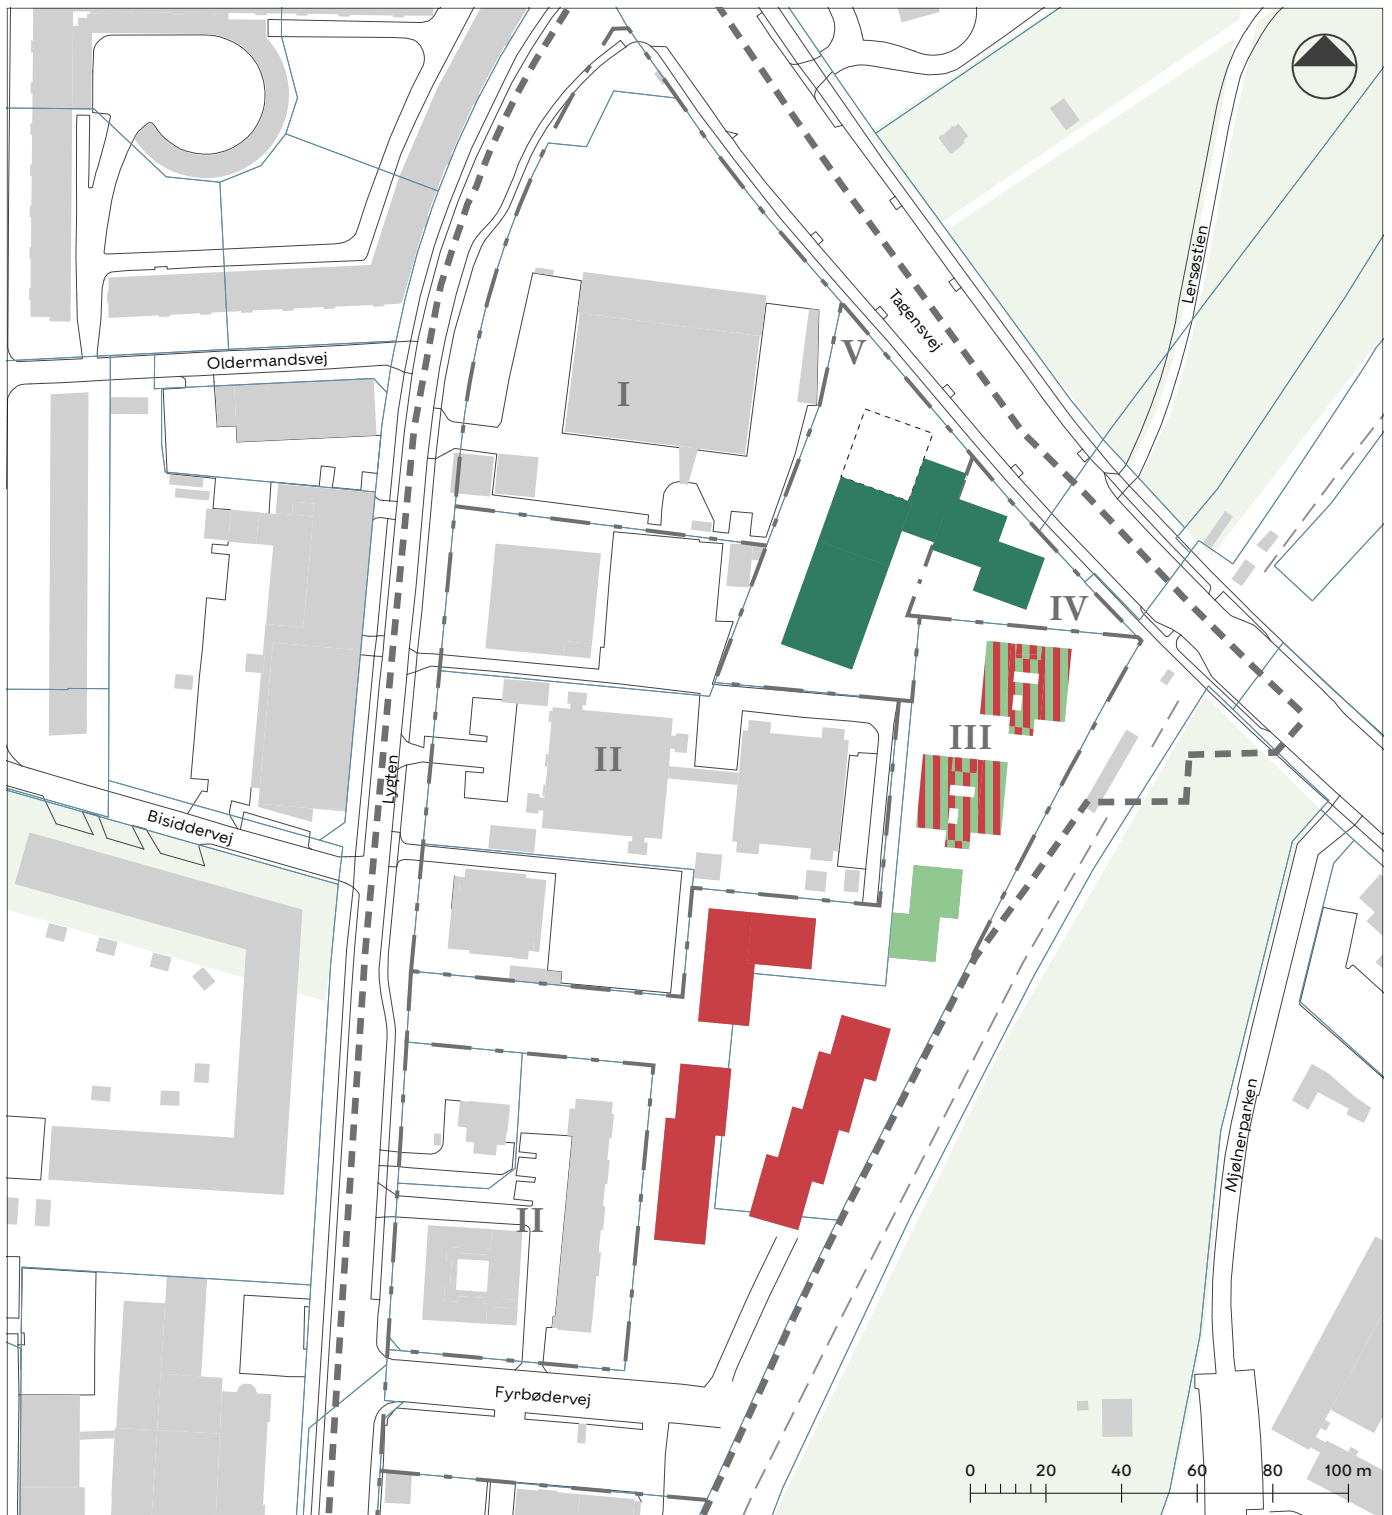 Lersøstien
Tagensvej
V
Oldermandsvej
I
IV
III
II
Lygten
Bisiddervej
Mjølnerparken
II
Fyrbødervej
0 20 40 60 80 100 m